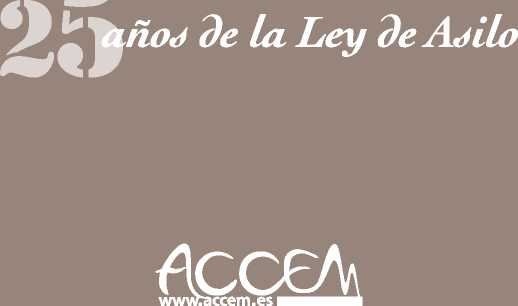 25 años de la Ley de Asilo
ACCEM
www.accem.es